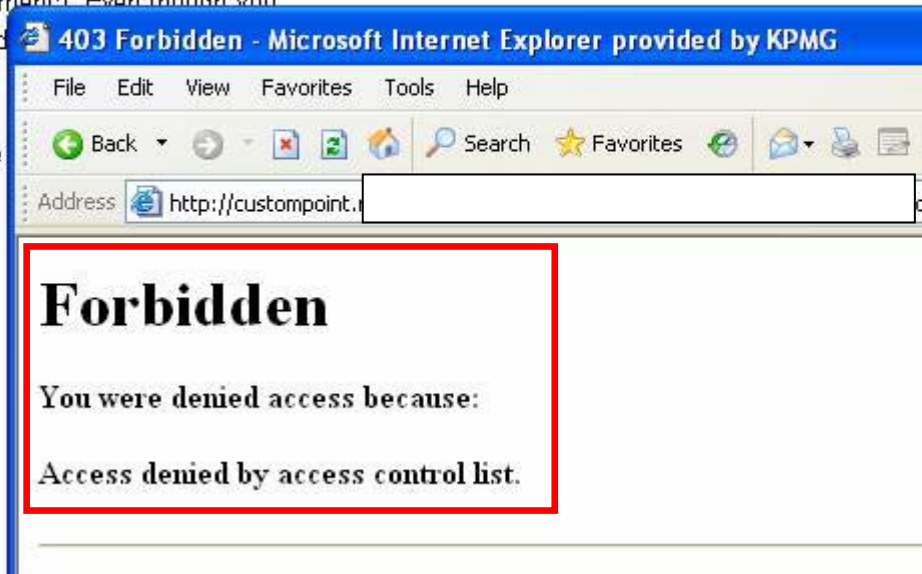 403 Forbidden - Microsoft Internet Explorer provided by KPMG
File Edit View Favorites Tools Help
Back Search Favorites
Address http://custompoint.
Forbidden
You were denied access because:
Access denied by access control list.